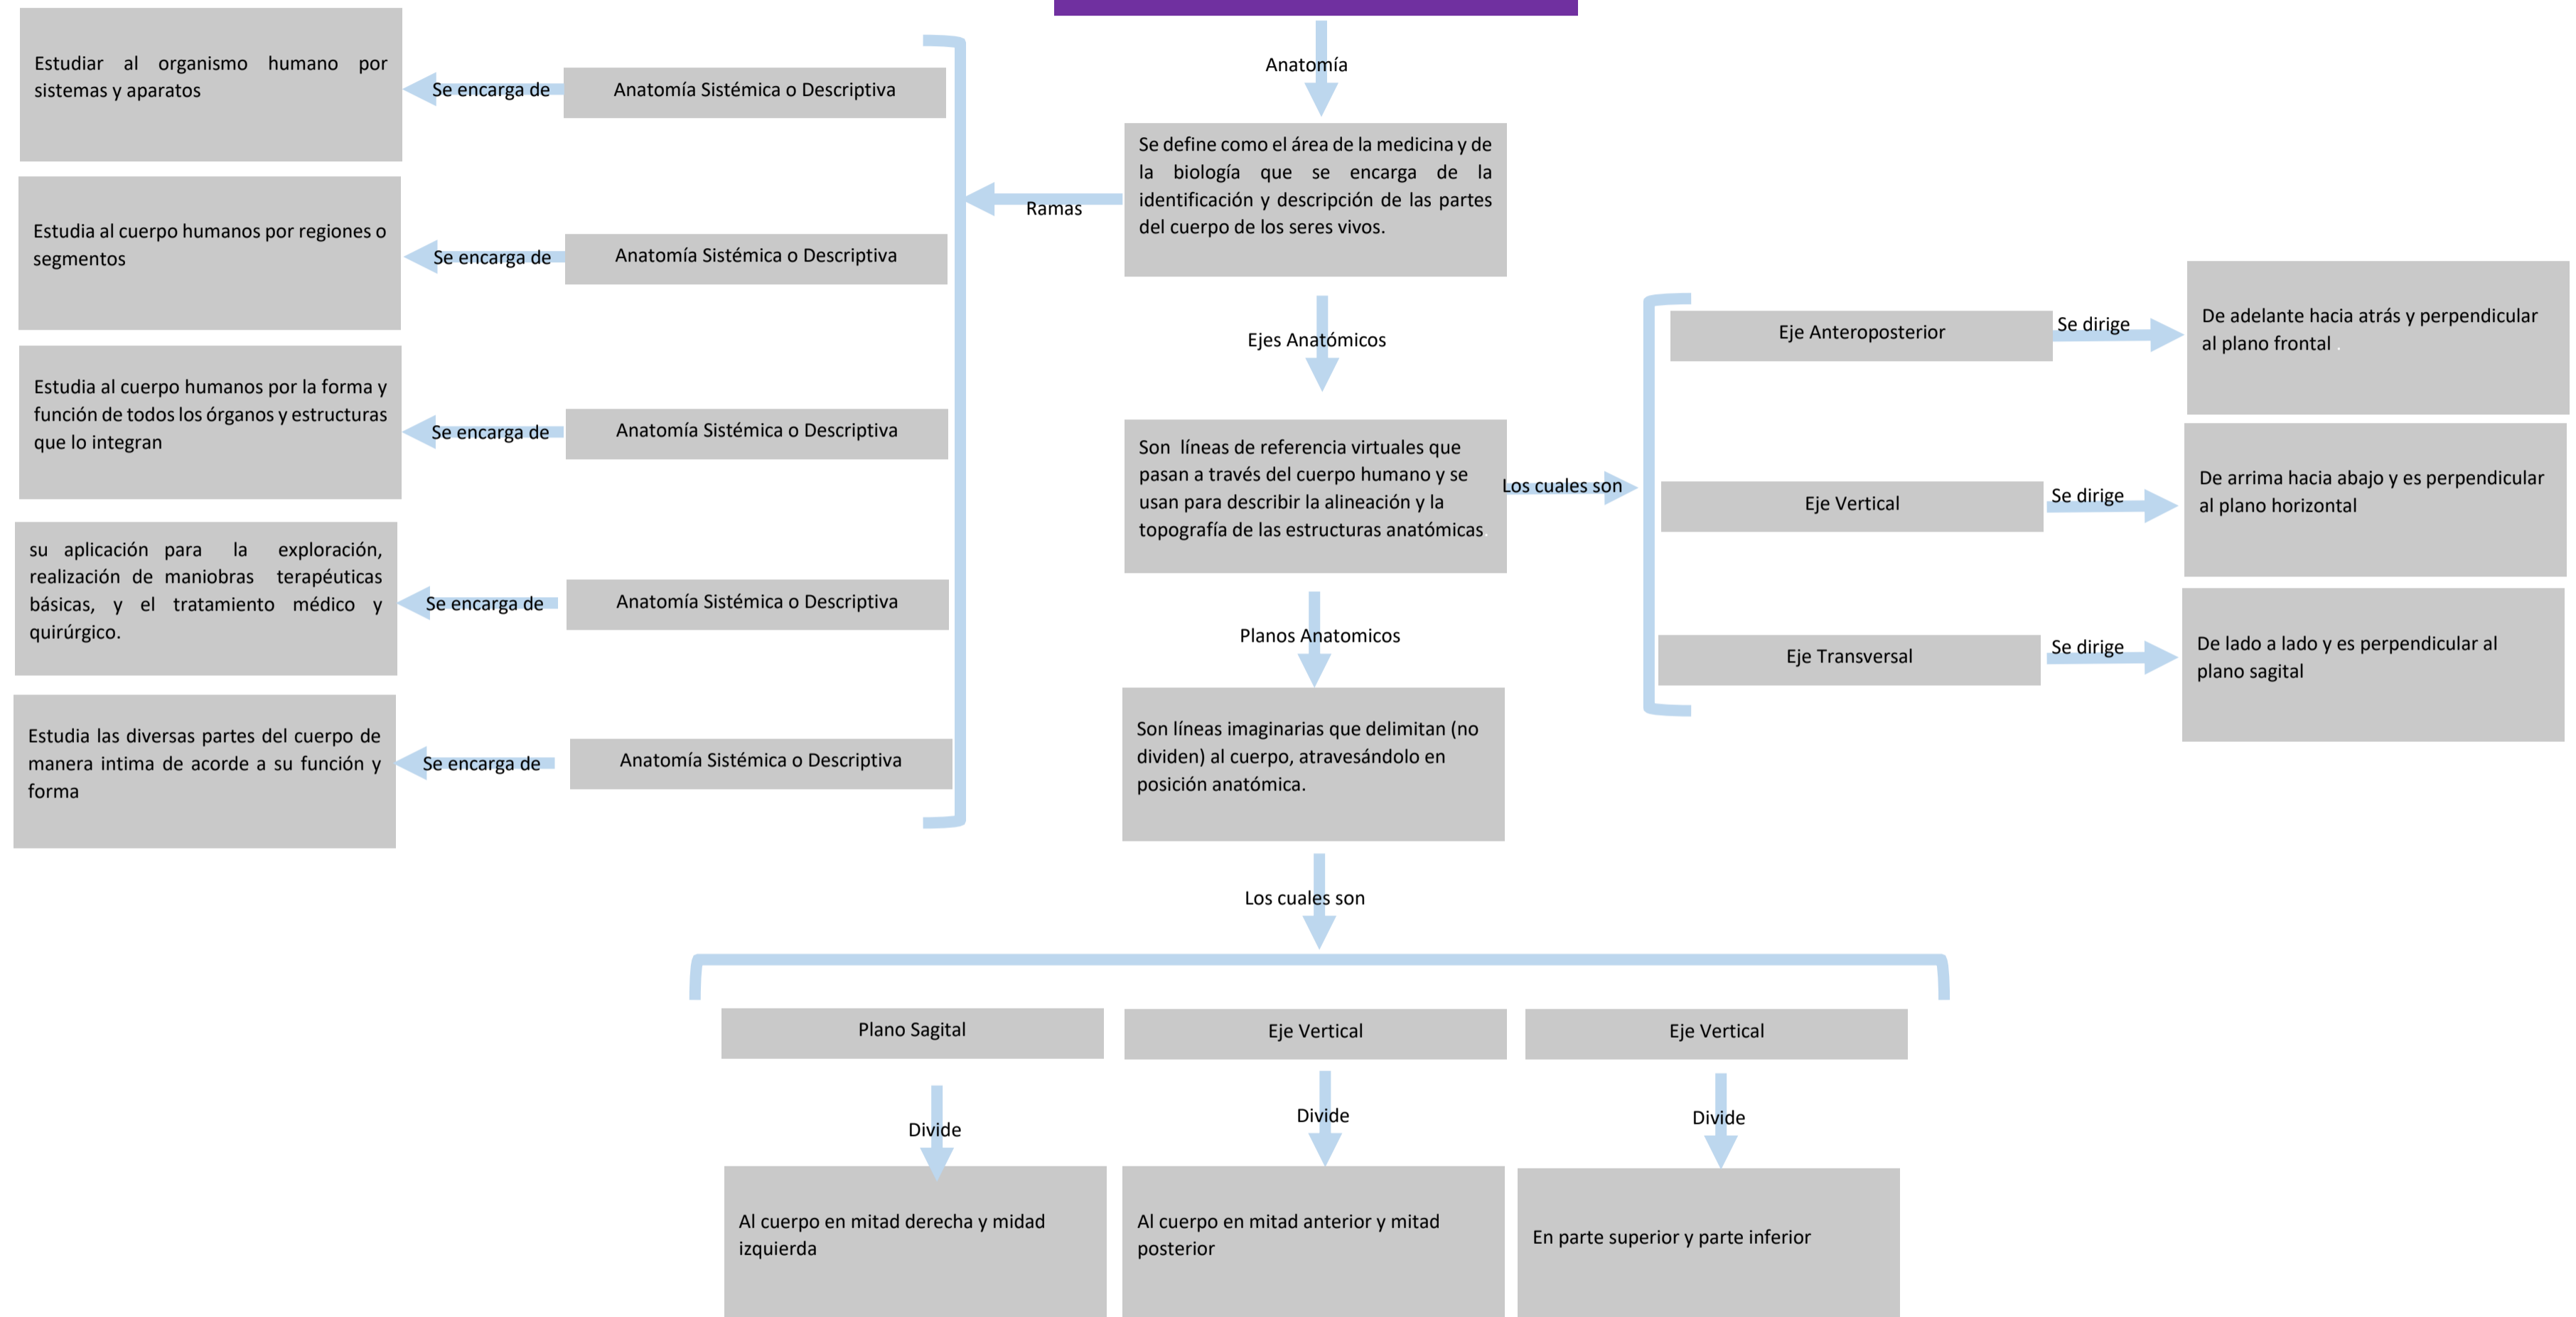 Anatomía
Se define como el área de la medicina y de
la biología que se encarga de la
identificación y descripción de las partes
del cuerpo de los seres vivos.
Ramas
Anatomía Sistémica o Descriptiva
Se encarga de
Estudiar al organismo humano por
sistemas y aparatos
Anatomía Sistémica o Descriptiva
Se encarga de
Estudia al cuerpo humanos por regiones o
segmentos
Anatomía Sistémica o Descriptiva
Se encarga de
Estudia al cuerpo humanos por la forma y
función de todos los órganos y estructuras
que lo integran
Anatomía Sistémica o Descriptiva
Se encarga de
su aplicación para la exploración,
realización de maniobras terapéuticas
básicas, y el tratamiento médico y
quirúrgico.
Anatomía Sistémica o Descriptiva
Se encarga de
Estudia las diversas partes del cuerpo de
manera intima de acorde a su función y
forma
Ejes Anatómicos
Son líneas de referencia virtuales que
pasan a través del cuerpo humano y se
usan para describir la alineación y la
topografía de las estructuras anatómicas.
Los cuales son
Eje Anteroposterior
Se dirige
De adelante hacia atrás y perpendicular
al plano frontal .
Eje Vertical
Se dirige
De arrima hacia abajo y es perpendicular
al plano horizontal
Eje Transversal
Se dirige
De lado a lado y es perpendicular al
plano sagital
Planos Anatomicos
Son líneas imaginarias que delimitan (no
dividen) al cuerpo, atravesándolo en
posición anatómica.
Los cuales son
Plano Sagital
Divide
Al cuerpo en mitad derecha y midad
izquierda
Eje Vertical
Divide
Al cuerpo en mitad anterior y mitad
posterior
Eje Vertical
Divide
En parte superior y parte inferior